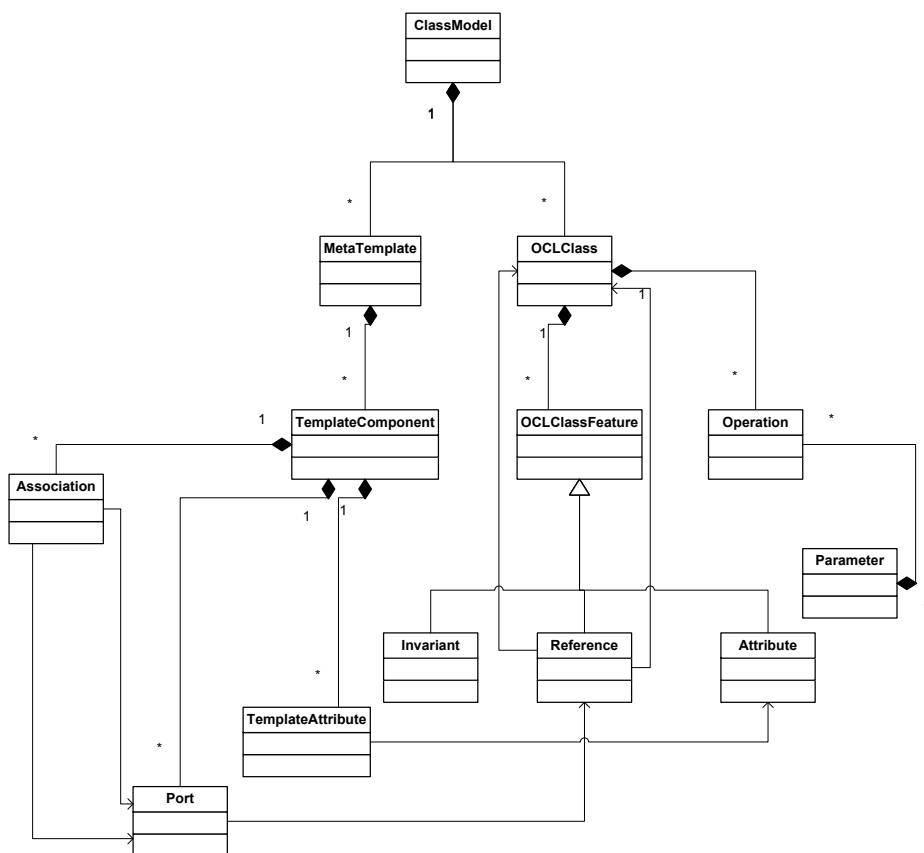 ClassModel
1
*
*
MetaTemplate
OCLClass
1
1
1
*
*
*
TemplateComponent
OCLClassFeature
Operation
1
*
*
Association
1
1
Parameter
Invariant
Reference
Attribute
*
TemplateAttribute
*
Port